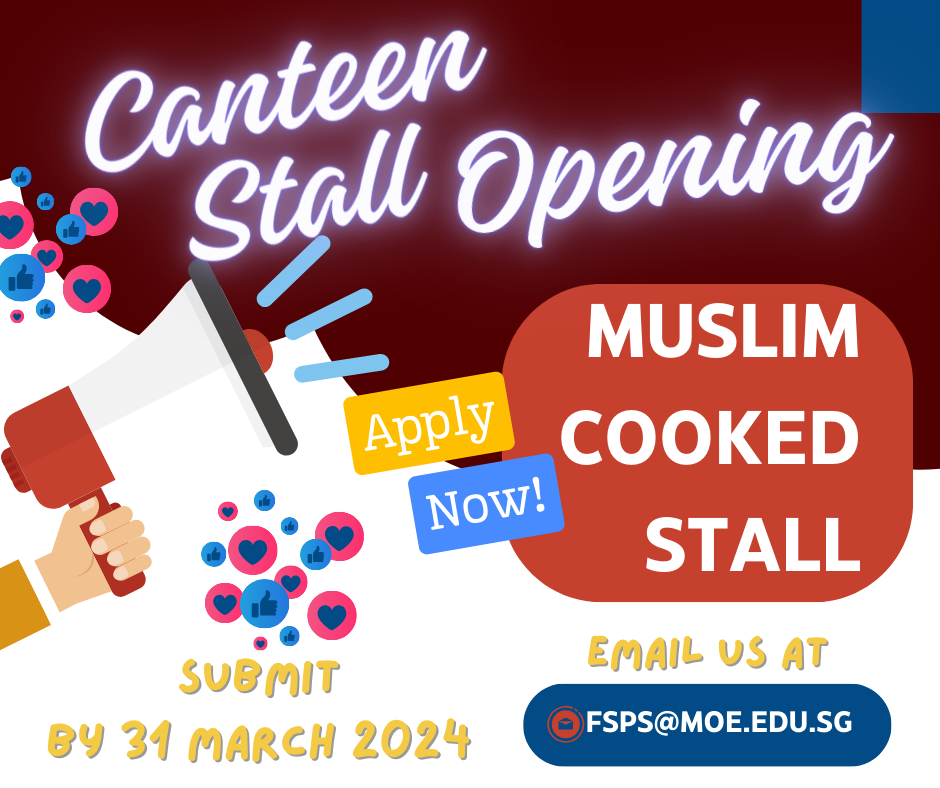 Canteen
Stall Opening
MUSLIM
COOKED
STALL
Apply
Now!
SUBMIT
BY 31 MARCH 2024
EMAIL US AT
FSPS@MOE.EDU.SG